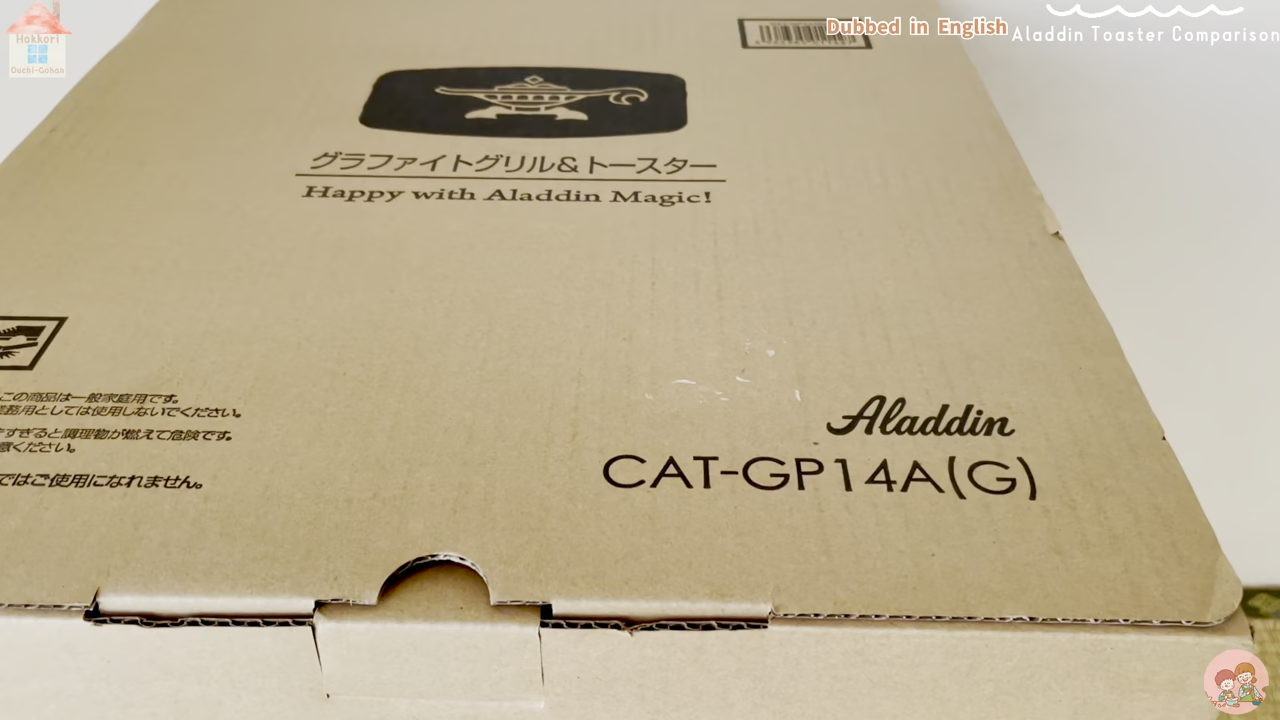 Hokkori
Ouchi-Gohan
Dubbed in English
Aladdin Toaster Comparison
グラファイトグリル&トースター
Happy with Aladdin Magic!
この商品は一般家庭用です。
業務用としては使用しないでください。
すぎると調理物が燃えて危険です。
意ください。
ではご使用になれません。
Aladdin
CAT-GP14A(G)